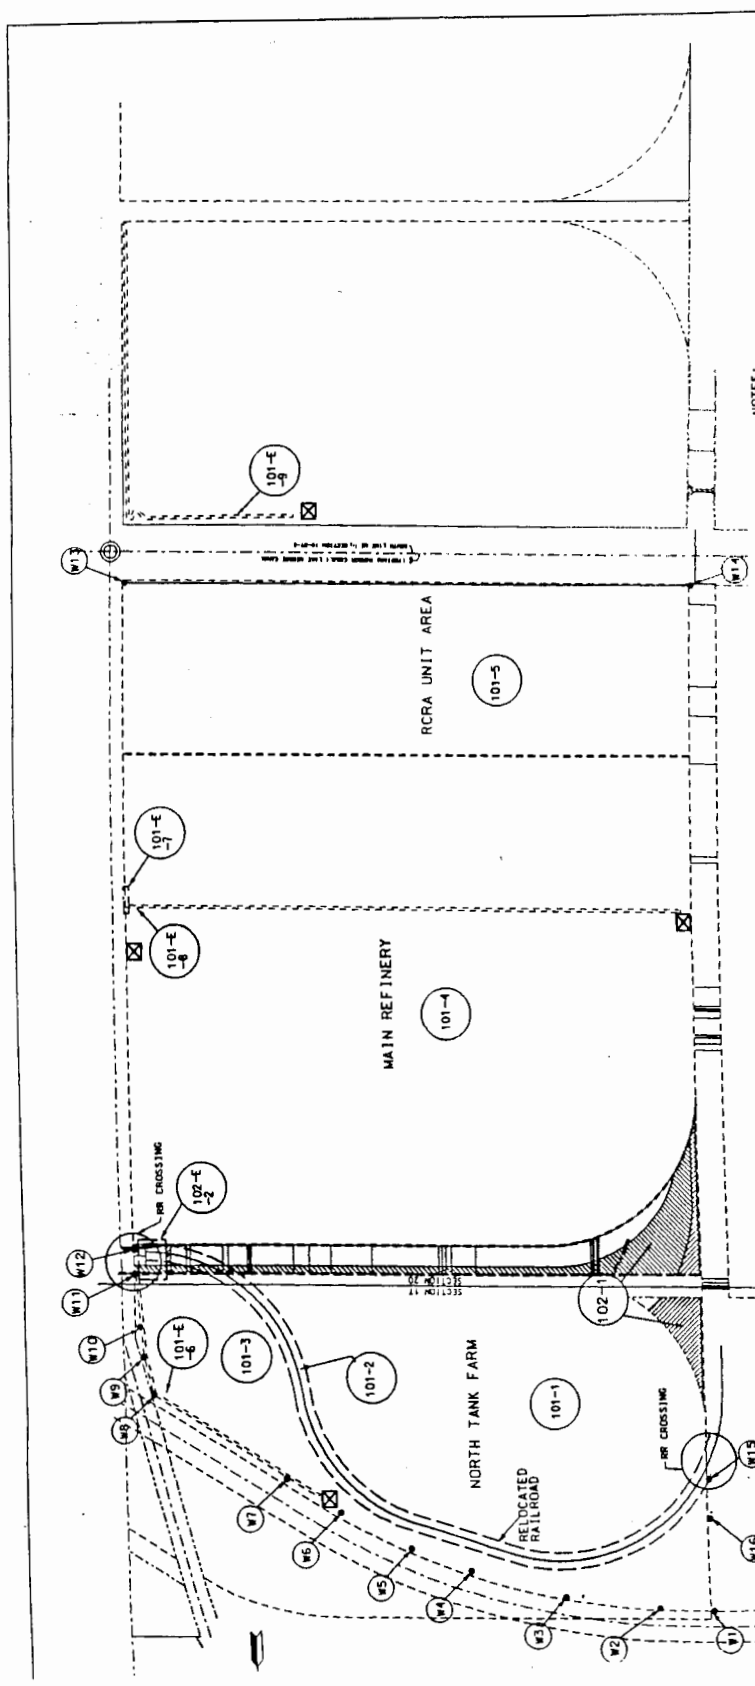 W13
101-E
-9
W14
RCRA UNIT AREA
101-5
101-E
-7
101-E
-8
MAIN REFINERY
101-4
RR CROSSING
102-E
-2
W12
W11
SECTION 17
SECTION 20
102-1
W10
W9
W8
101-E
-6
101-3
101-2
NORTH TANK FARM
101-1
RR CROSSING
RELOCATED
RAILROAD
W7
W6
W5
W4
W3
W2
W1
W15
W16
NOTES: